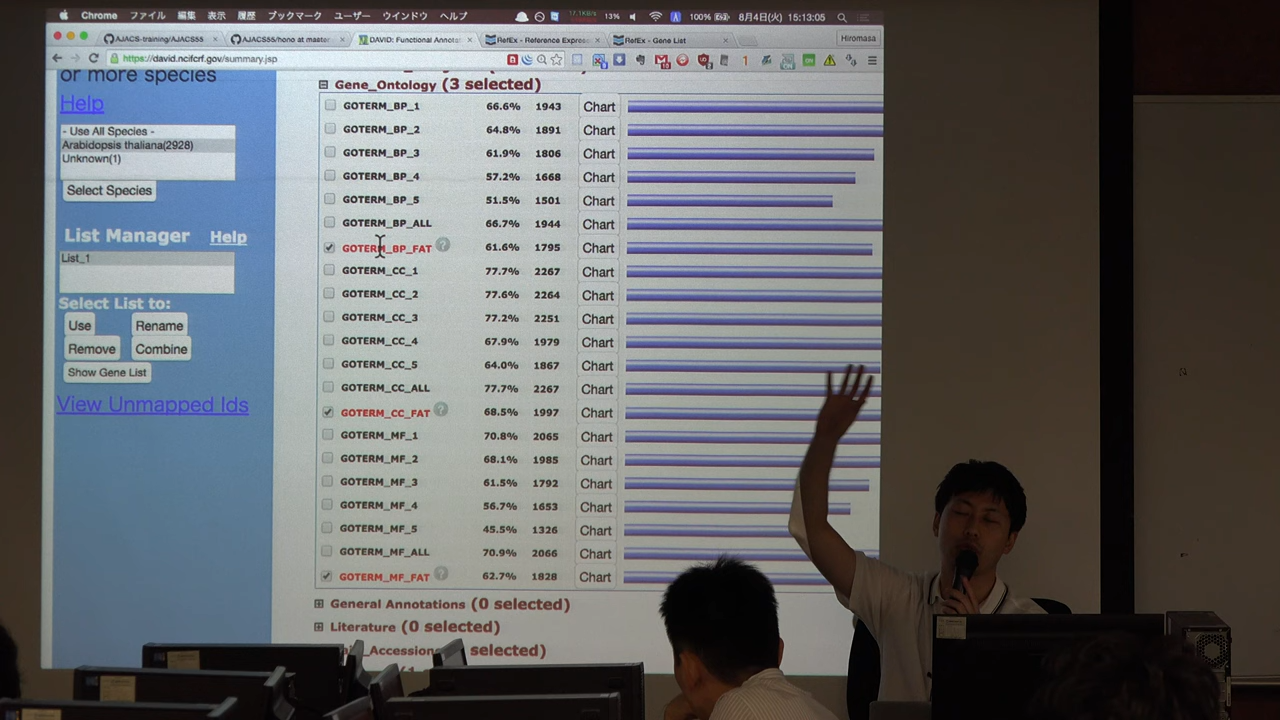 Chrome ファイル 編集 表示 履歴 ブックマーク ユーザー ウインドウ ヘルプ 17.1KB/s 13% A 100% 8月4日(火) 15:13:05
AJACS-training/AJACS55 AJACS55/hono at master DAVID: Functional Annota RefEx - Reference Express RefEx - Gene List Hiromasa
https://david.ncifcrf.gov/summary.jsp
or more species
Help
- Use All Species -
Arabidopsis thaliana(2928)
Unknown(1)
Select Species
List Manager Help
List_1
Select List to:
Use Rename
Remove Combine
Show Gene List
View Unmapped Ids
Gene_Ontology (3 selected)
GOTERM_BP_1 66.6% 1943 Chart
GOTERM_BP_2 64.8% 1891 Chart
GOTERM_BP_3 61.9% 1806 Chart
GOTERM_BP_4 57.2% 1668 Chart
GOTERM_BP_5 51.5% 1501 Chart
GOTERM_BP_ALL 66.7% 1944 Chart
GOTERM_BP_FAT ? 61.6% 1795 Chart
GOTERM_CC_1 77.7% 2267 Chart
GOTERM_CC_2 77.6% 2264 Chart
GOTERM_CC_3 77.2% 2251 Chart
GOTERM_CC_4 67.9% 1979 Chart
GOTERM_CC_5 64.0% 1867 Chart
GOTERM_CC_ALL 77.7% 2267 Chart
GOTERM_CC_FAT ? 68.5% 1997 Chart
GOTERM_MF_1 70.8% 2065 Chart
GOTERM_MF_2 68.1% 1985 Chart
GOTERM_MF_3 61.5% 1792 Chart
GOTERM_MF_4 56.7% 1653 Chart
GOTERM_MF_5 45.5% 1326 Chart
GOTERM_MF_ALL 70.9% 2066 Chart
GOTERM_MF_FAT ? 62.7% 1828 Chart
General Annotations (0 selected)
Literature (0 selected)
_Accession selected)